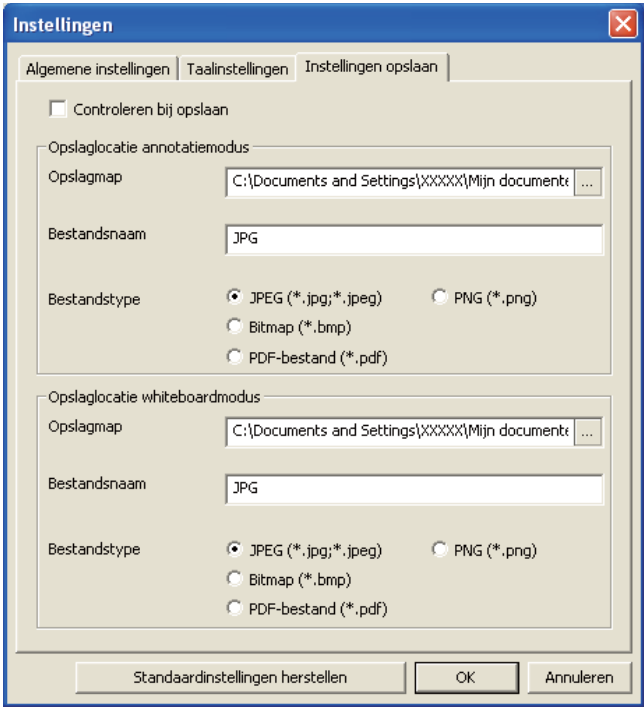 Instellingen
Algemene instellingen Taalinstellingen Instellingen opslaan
Controleren bij opslaan
Opslaglocatie annotatiemodus
Opslagmap C:\Documents and Settings\XXXXX\Mijn documente ...
Bestandsnaam JPG
Bestandstype JPEG (*.jpg;*.jpeg) PNG (*.png)
Bitmap (*.bmp)
PDF-bestand (*.pdf)
Opslaglocatie whiteboardmodus
Opslagmap C:\Documents and Settings\XXXXX\Mijn documente ...
Bestandsnaam JPG
Bestandstype JPEG (*.jpg;*.jpeg) PNG (*.png)
Bitmap (*.bmp)
PDF-bestand (*.pdf)
Standaardinstellingen herstellen OK Annuleren